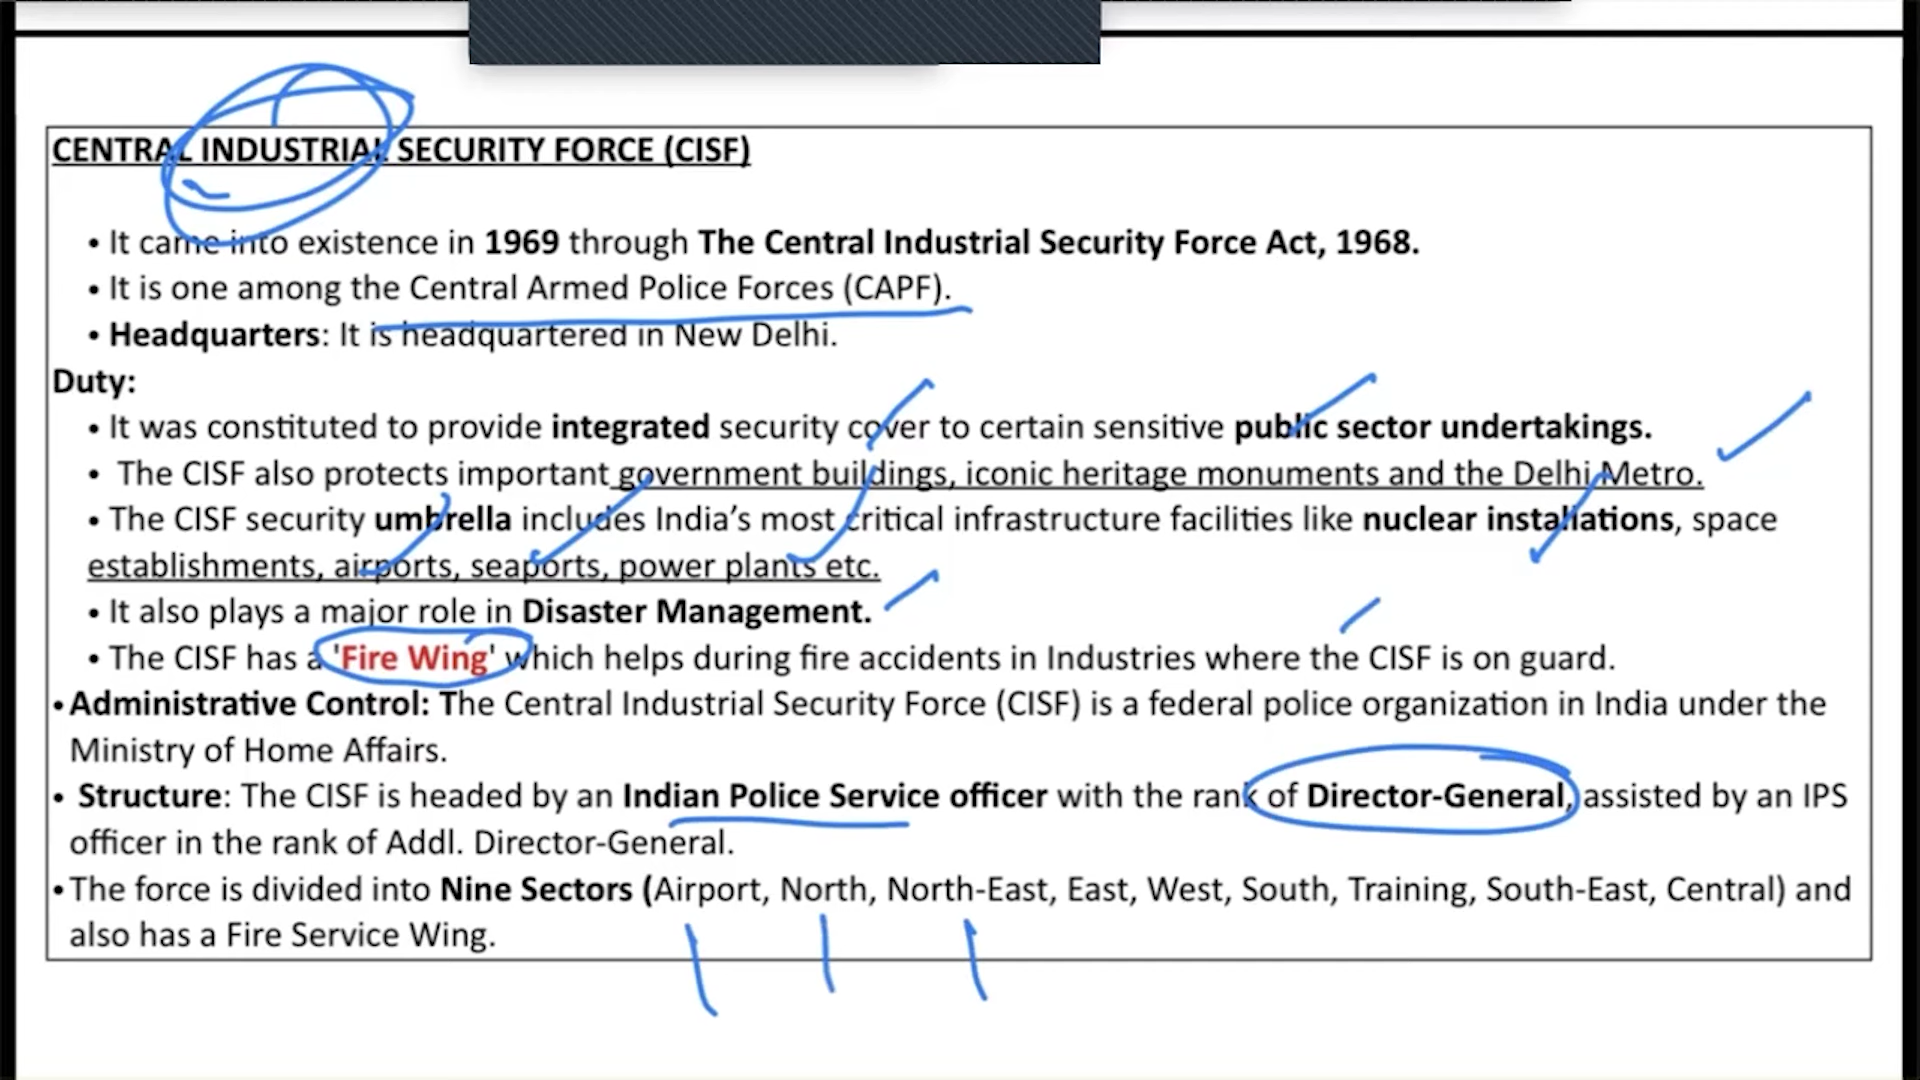 CENTRAL INDUSTRIAL SECURITY FORCE (CISF)
• It came into existence in 1969 through The Central Industrial Security Force Act, 1968.
• It is one among the Central Armed Police Forces (CAPF).
• Headquarters: It is headquartered in New Delhi.
Duty:
• It was constituted to provide integrated security cover to certain sensitive public sector undertakings.
• The CISF also protects important government buildings, iconic heritage monuments and the Delhi Metro.
• The CISF security umbrella includes India's most critical infrastructure facilities like nuclear installations, space
establishments, airports, seaports, power plants etc.
• It also plays a major role in Disaster Management.
• The CISF has a 'Fire Wing' which helps during fire accidents in Industries where the CISF is on guard.
• Administrative Control: The Central Industrial Security Force (CISF) is a federal police organization in India under the
Ministry of Home Affairs.
• Structure: The CISF is headed by an Indian Police Service officer with the rank of Director-General, assisted by an IPS
officer in the rank of Addl. Director-General.
• The force is divided into Nine Sectors (Airport, North, North-East, East, West, South, Training, South-East, Central) and
also has a Fire Service Wing.